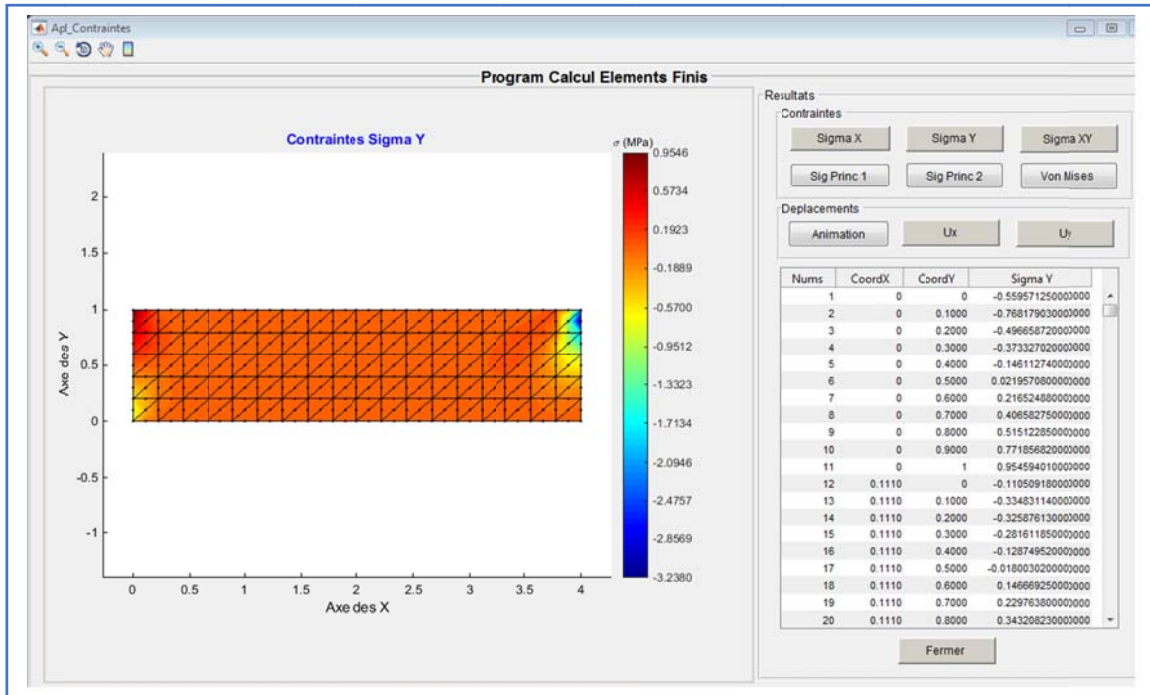 Apl_Contraintes
Program Calcul Elements Finis
Contraintes Sigma Y
σ (MPa)
0.9546
0.5734
0.1923
-0.1889
-0.5700
-0.9512
-1.3323
-1.7134
-2.0946
-2.4757
-2.8569
-3.2380
Axe des Y
2
1.5
1
0.5
0
-0.5
-1
0 0.5 1 1.5 2 2.5 3 3.5 4
Axe des X
Resultats
Contraintes
Sigma X Sigma Y Sigma XY
Sig Princ 1 Sig Princ 2 Von Mises
Deplacements
Animation Ux Uy
Nums CoordX CoordY Sigma Y
1 0 0 -0.559571250000000
2 0 0.1000 -0.768179030000000
3 0 0.2000 -0.496658720000000
4 0 0.3000 -0.373327020000000
5 0 0.4000 -0.146112740000000
6 0 0.5000 0.021957080000000
7 0 0.6000 0.216524880000000
8 0 0.7000 0.406582750000000
9 0 0.8000 0.515122850000000
10 0 0.9000 0.771856820000000
11 0 1 0.954594010000000
12 0.1110 0 -0.110509180000000
13 0.1110 0.1000 -0.334831140000000
14 0.1110 0.2000 -0.325876130000000
15 0.1110 0.3000 -0.281611850000000
16 0.1110 0.4000 -0.128749520000000
17 0.1110 0.5000 -0.018003020000000
18 0.1110 0.6000 0.146669250000000
19 0.1110 0.7000 0.229763800000000
20 0.1110 0.8000 0.343208230000000
Fermer